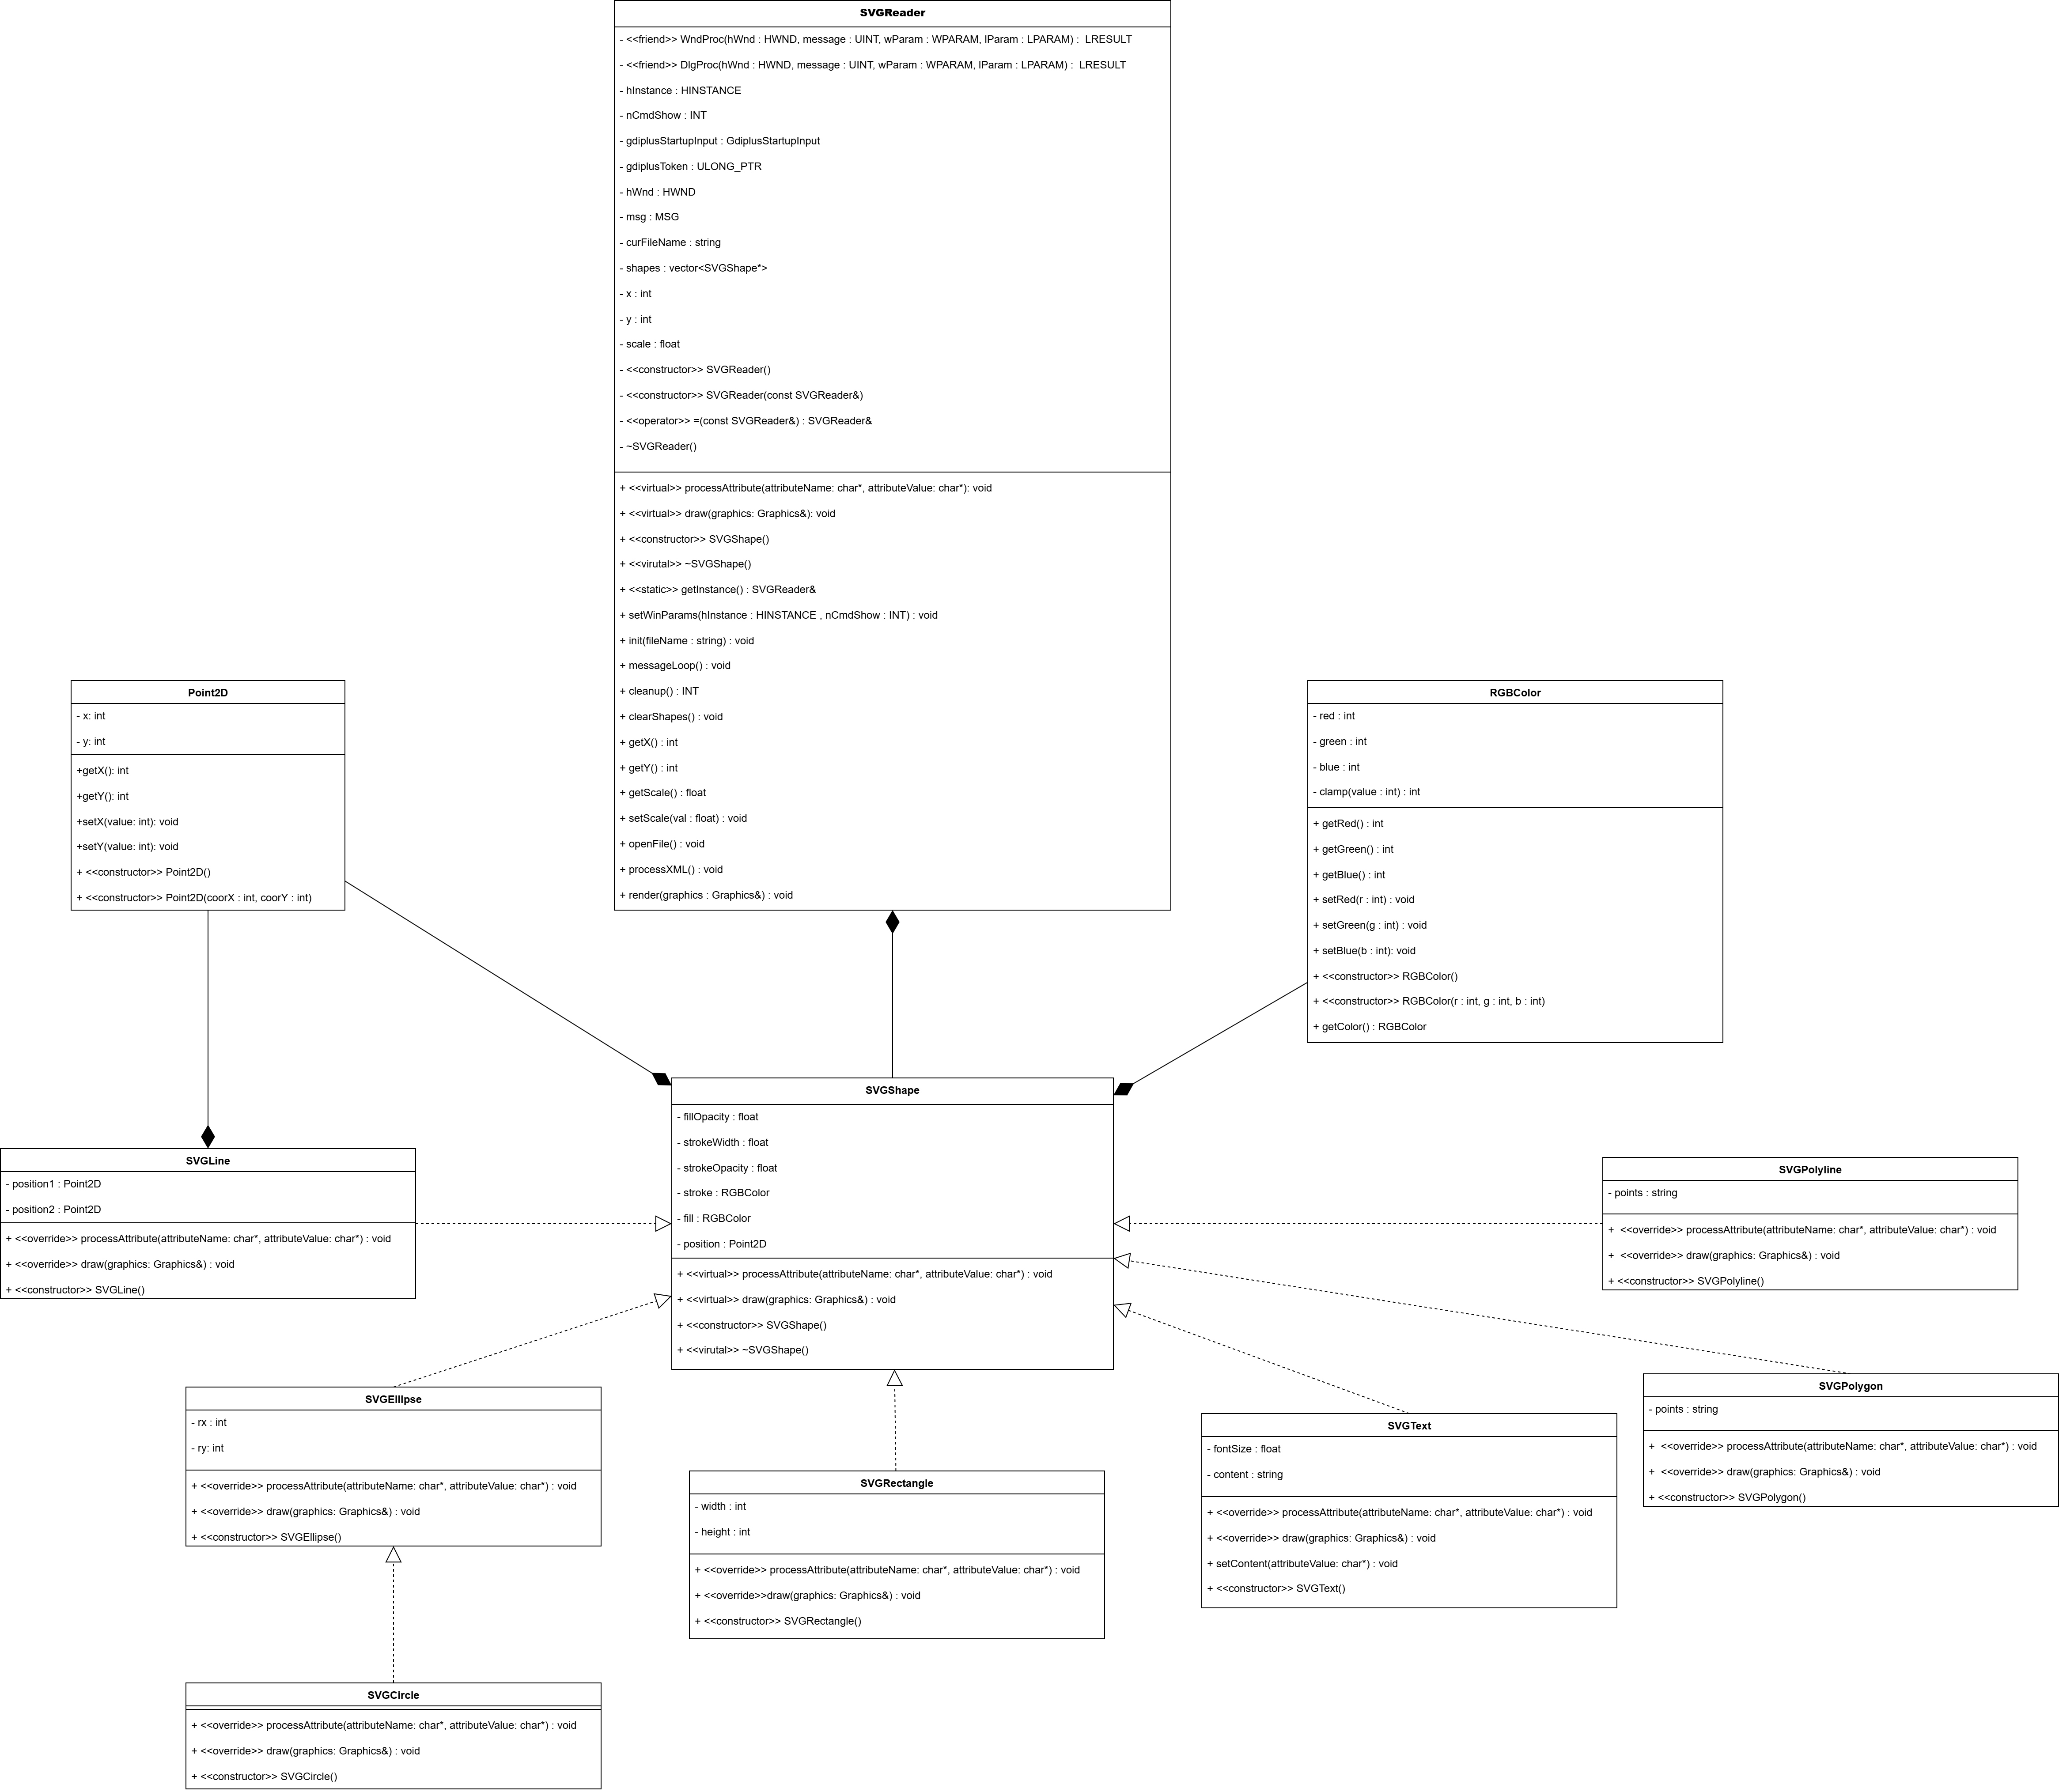 SVGReader
- <<friend>> WndProc(hWnd : HWND, message : UINT, wParam : WPARAM, lParam : LPARAM) :  LRESULT
- <<friend>> DlgProc(hWnd : HWND, message : UINT, wParam : WPARAM, lParam : LPARAM) :  LRESULT
- hInstance : HINSTANCE
- nCmdShow : INT
- gdiplusStartupInput : GdiplusStartupInput
- gdiplusToken : ULONG_PTR
- hWnd : HWND
- msg : MSG
- curFileName : string
- shapes : vector<SVGShape*>
- x : int
- y : int
- scale : float
- <<constructor>> SVGReader()
- <<constructor>> SVGReader(const SVGReader&)
- <<operator>> =(const SVGReader&) : SVGReader&
- ~SVGReader()
+ <<virtual>> processAttribute(attributeName: char*, attributeValue: char*): void
+ <<virtual>> draw(graphics: Graphics&): void
+ <<constructor>> SVGShape()
+ <<virutal>> ~SVGShape()
+ <<static>> getInstance() : SVGReader&
+ setWinParams(hInstance : HINSTANCE , nCmdShow : INT) : void
+ init(fileName : string) : void
+ messageLoop() : void
+ cleanup() : INT
+ clearShapes() : void
+ getX() : int
+ getY() : int
+ getScale() : float
+ setScale(val : float) : void
+ openFile() : void
+ processXML() : void
+ render(graphics : Graphics&) : void
Point2D
- x: int
- y: int
+getX(): int
+getY(): int
+setX(value: int): void
+setY(value: int): void
+ <<constructor>> Point2D()
+ <<constructor>> Point2D(coorX : int, coorY : int)
RGBColor
- red : int
- green : int
- blue : int
- clamp(value : int) : int
+ getRed() : int
+ getGreen() : int
+ getBlue() : int
+ setRed(r : int) : void
+ setGreen(g : int) : void
+ setBlue(b : int): void
+ <<constructor>> RGBColor()
+ <<constructor>> RGBColor(r : int, g : int, b : int)
+ getColor() : RGBColor
SVGShape
- fillOpacity : float
- strokeWidth : float
- strokeOpacity : float
- stroke : RGBColor
- fill : RGBColor
- position : Point2D
+ <<virtual>> processAttribute(attributeName: char*, attributeValue: char*) : void
+ <<virtual>> draw(graphics: Graphics&) : void
+ <<constructor>> SVGShape()
+ <<virutal>> ~SVGShape()
SVGLine
- position1 : Point2D
- position2 : Point2D
+ <<override>> processAttribute(attributeName: char*, attributeValue: char*) : void
+ <<override>> draw(graphics: Graphics&) : void
+ <<constructor>> SVGLine()
SVGPolyline
- points : string
+  <<override>> processAttribute(attributeName: char*, attributeValue: char*) : void
+  <<override>> draw(graphics: Graphics&) : void
+ <<constructor>> SVGPolyline()
SVGEllipse
- rx : int
- ry: int
+ <<override>> processAttribute(attributeName: char*, attributeValue: char*) : void
+ <<override>> draw(graphics: Graphics&) : void
+ <<constructor>> SVGEllipse()
SVGRectangle
- width : int
- height : int
+ <<override>> processAttribute(attributeName: char*, attributeValue: char*) : void
+ <<override>>draw(graphics: Graphics&) : void
+ <<constructor>> SVGRectangle()
SVGText
- fontSize : float
- content : string
+ <<override>> processAttribute(attributeName: char*, attributeValue: char*) : void
+ <<override>> draw(graphics: Graphics&) : void
+ setContent(attributeValue: char*) : void
+ <<constructor>> SVGText()
SVGPolygon
- points : string
+  <<override>> processAttribute(attributeName: char*, attributeValue: char*) : void
+  <<override>> draw(graphics: Graphics&) : void
+ <<constructor>> SVGPolygon()
SVGCircle
+ <<override>> processAttribute(attributeName: char*, attributeValue: char*) : void
+ <<override>> draw(graphics: Graphics&) : void
+ <<constructor>> SVGCircle()